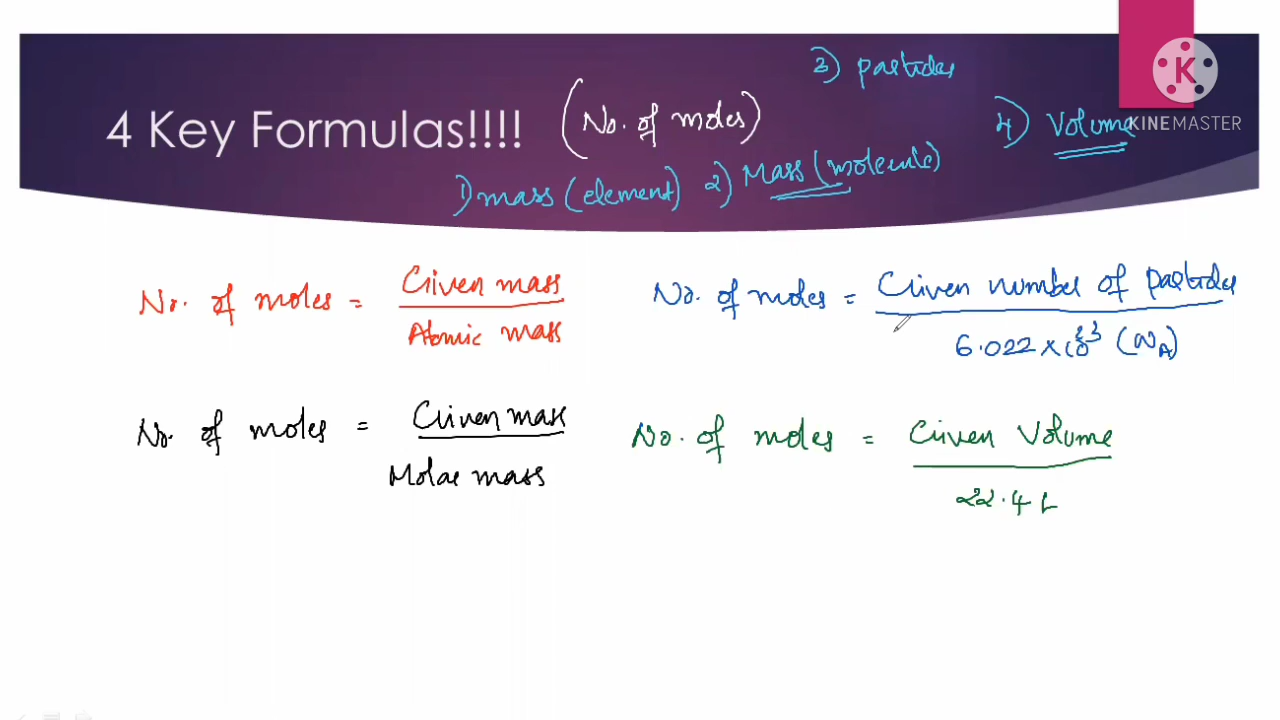 3) particles
4 Key Formulas!!!! (No. of moles)
4) Volume
KINEMASTER
1) mass (element) 2) Mass (molecule)
No. of moles = Given mass
Atomic mass
No. of moles = Given number of particles
6.022 × 10²³ (NA)
No. of moles = Given mass
Molar mass
No. of moles = Given Volume
22.4 L